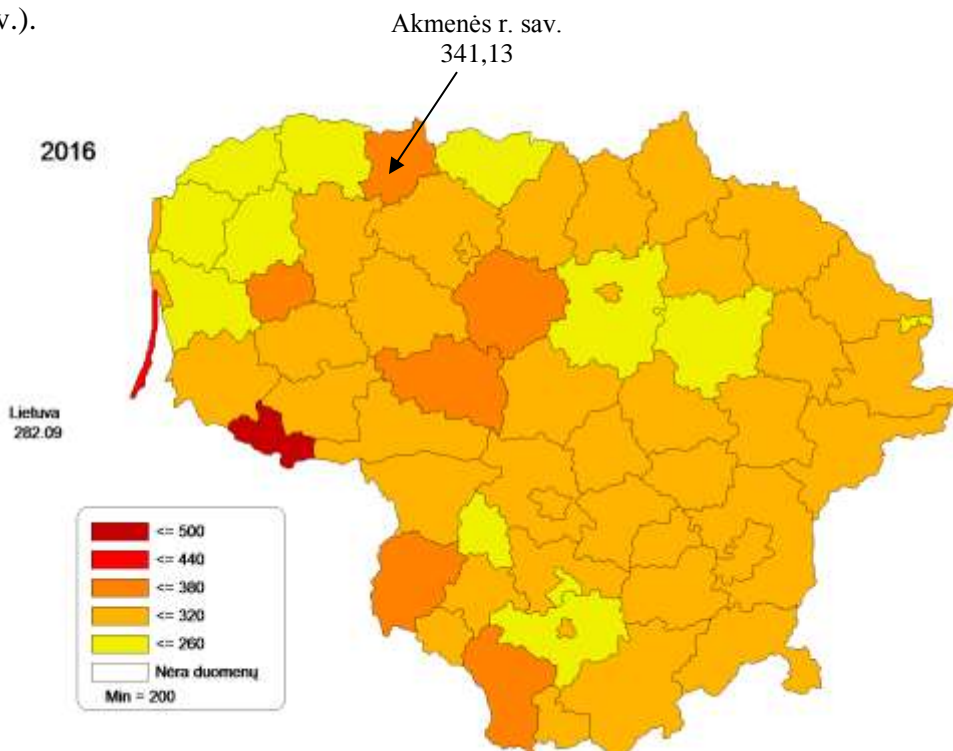 v.).
Akmenės r. sav.
341,13
2016
Lietuva
282.09
<= 500
<= 440
<= 380
<= 320
<= 260
Nėra duomenų
Min = 200